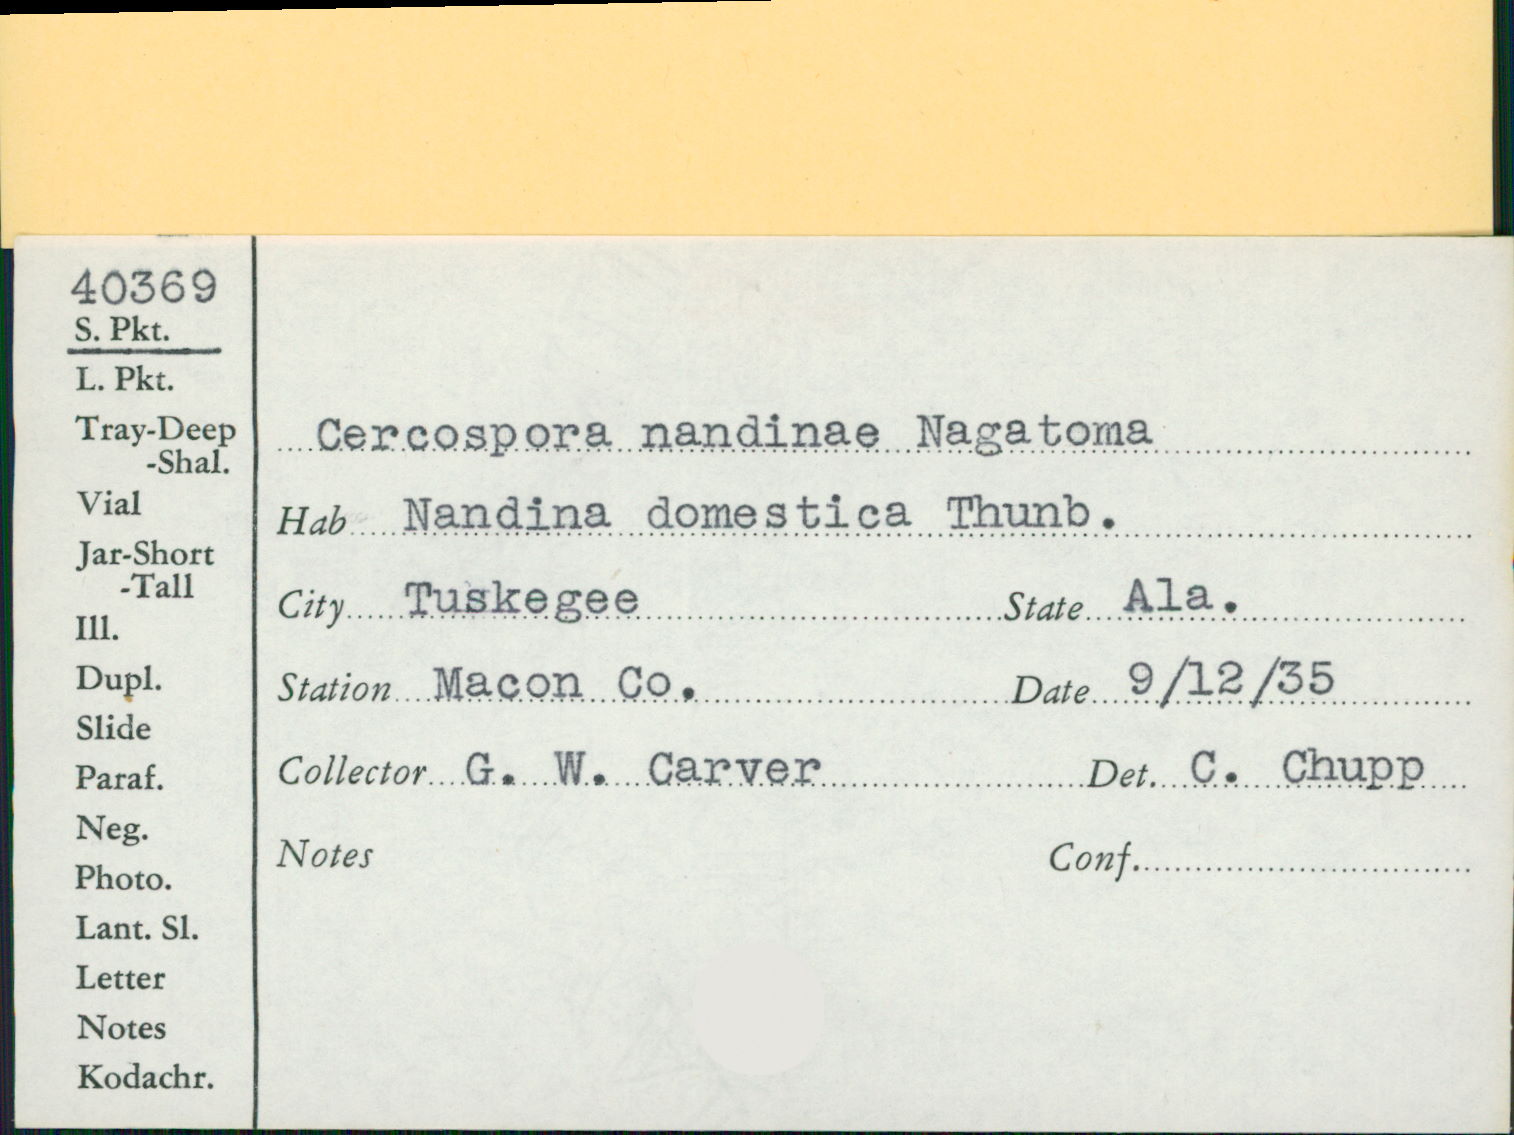 40369
S. Pkt.
L. Pkt.
Tray-Deep
-Shal.
Vial
Jar-Short
-Tall
Ill.
Dupl.
Slide
Paraf.
Neg.
Photo.
Lant. Sl.
Letter
Notes
Kodachr.
Cercospora nandinae Nagatoma
Hab Nandina domestica Thunb.
City Tuskegee State Ala.
Station Macon Co. Date 9/12/35
Collector G. W. Carver Det. C. Chupp
Notes Conf.